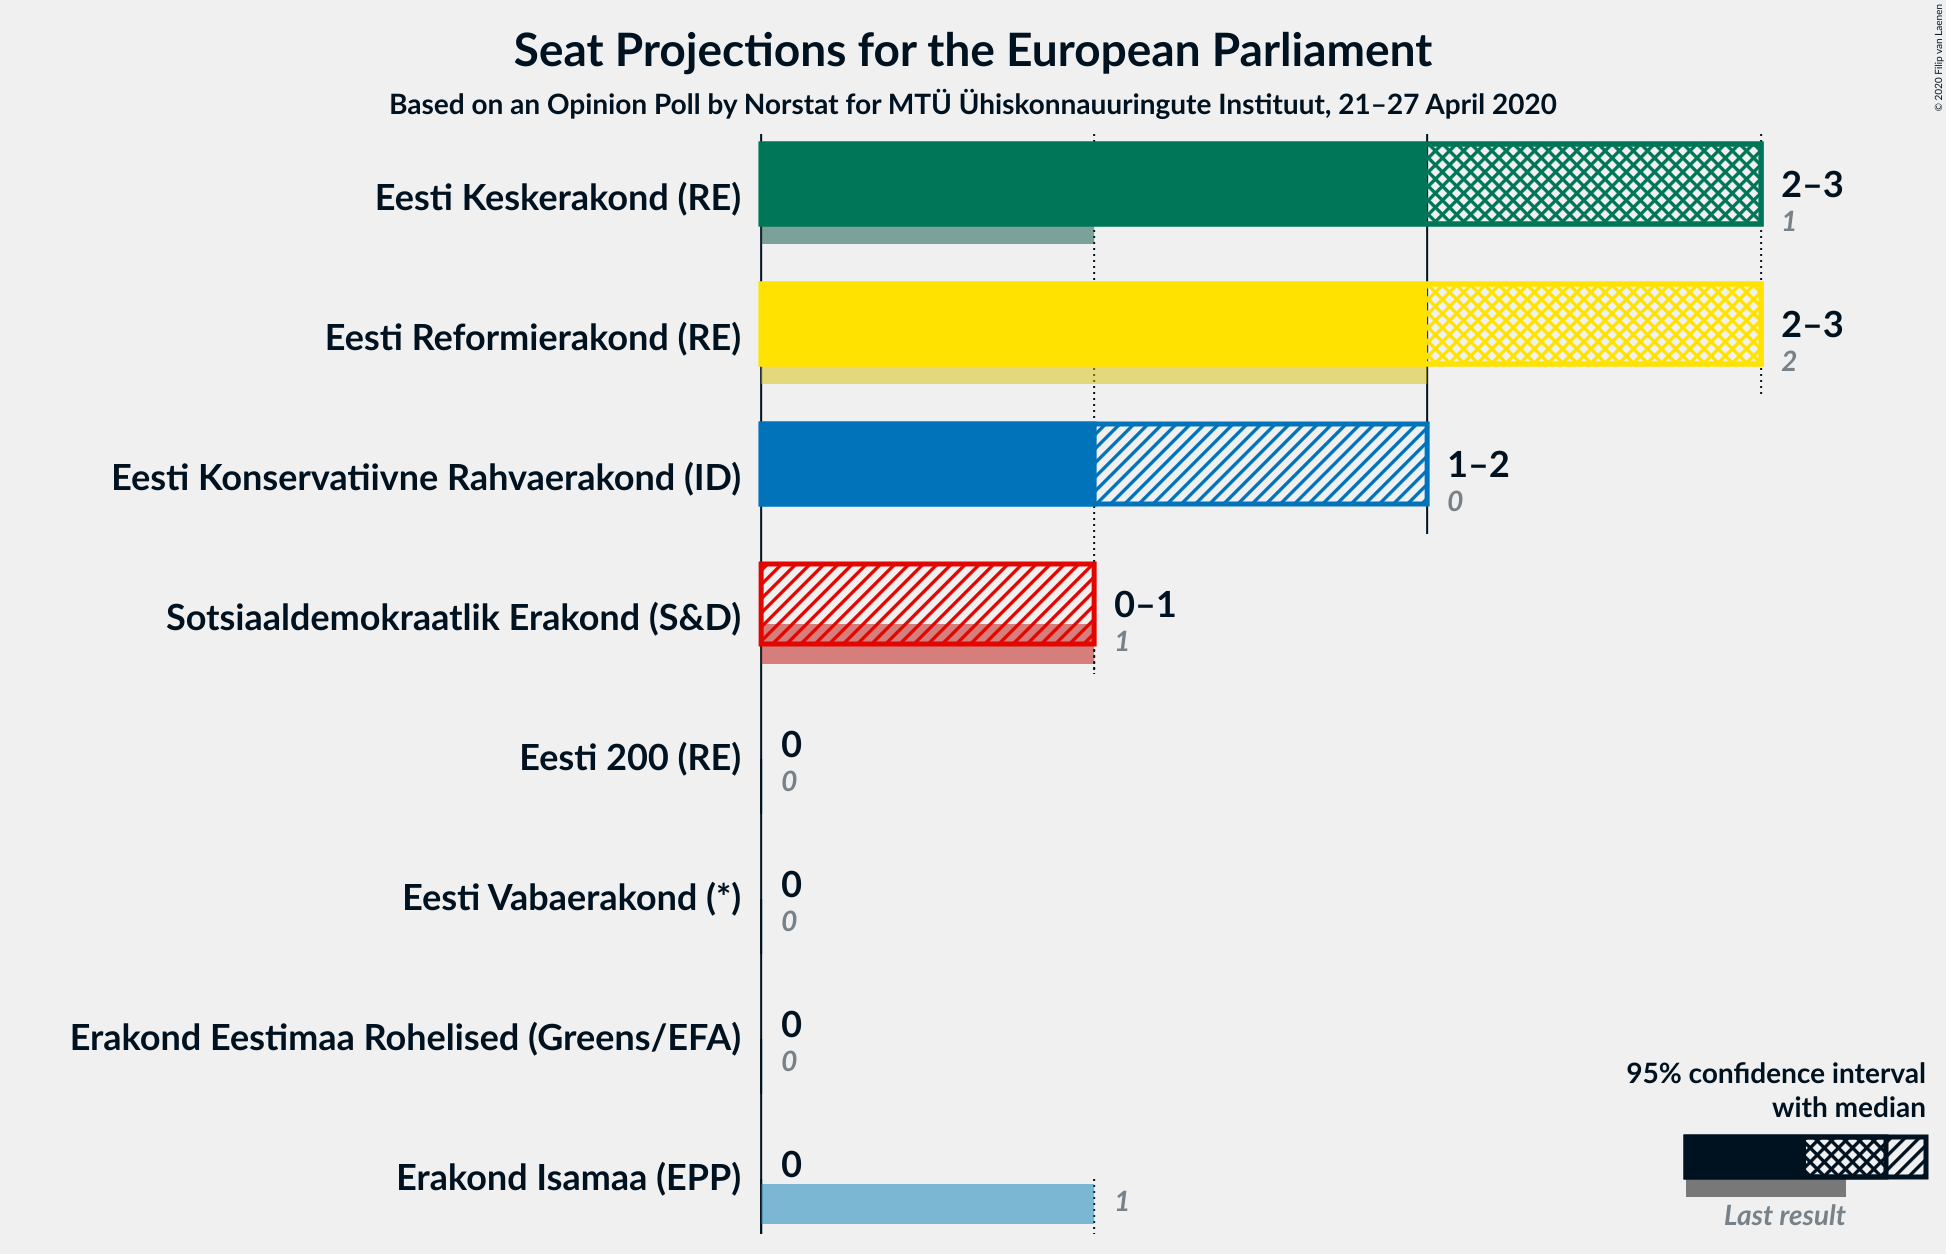 Seat Projections for the European Parliament
Based on an Opinion Poll by Norstat for MTÜ Ühiskonnauuringute Instituut, 21–27 April 2020
© 2020 Filip van Laenen
Eesti Keskerakond (RE)
2–3
1
Eesti Reformierakond (RE)
2–3
2
Eesti Konservatiivne Rahvaerakond (ID)
1–2
0
Sotsiaaldemokraatlik Erakond (S&D)
0–1
1
Eesti 200 (RE)
0
0
Eesti Vabaerakond (*)
0
0
Erakond Eestimaa Rohelised (Greens/EFA)
0
0
Erakond Isamaa (EPP)
0
1
95% confidence interval
with median
Last result